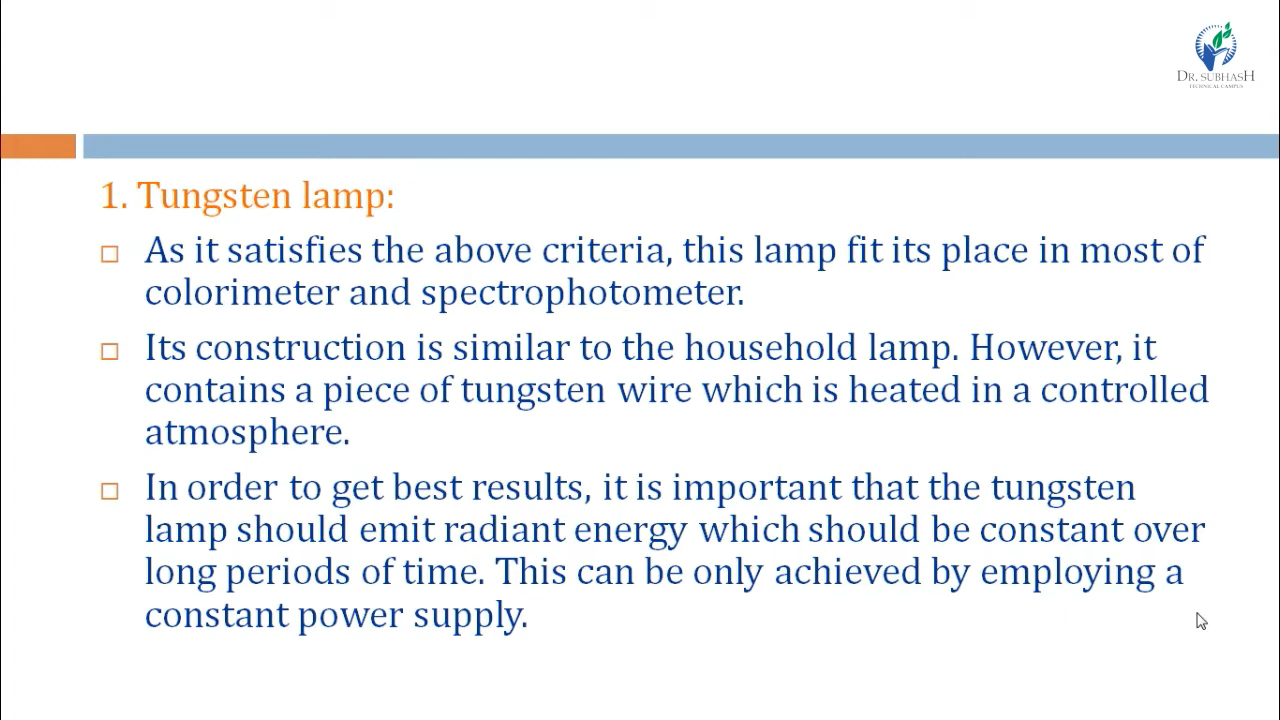 DR. SUBHASH
TECHNICAL CAMPUS
1. Tungsten lamp:
As it satisfies the above criteria, this lamp fit its place in most of
colorimeter and spectrophotometer.
Its construction is similar to the household lamp. However, it
contains a piece of tungsten wire which is heated in a controlled
atmosphere.
In order to get best results, it is important that the tungsten
lamp should emit radiant energy which should be constant over
long periods of time. This can be only achieved by employing a
constant power supply.